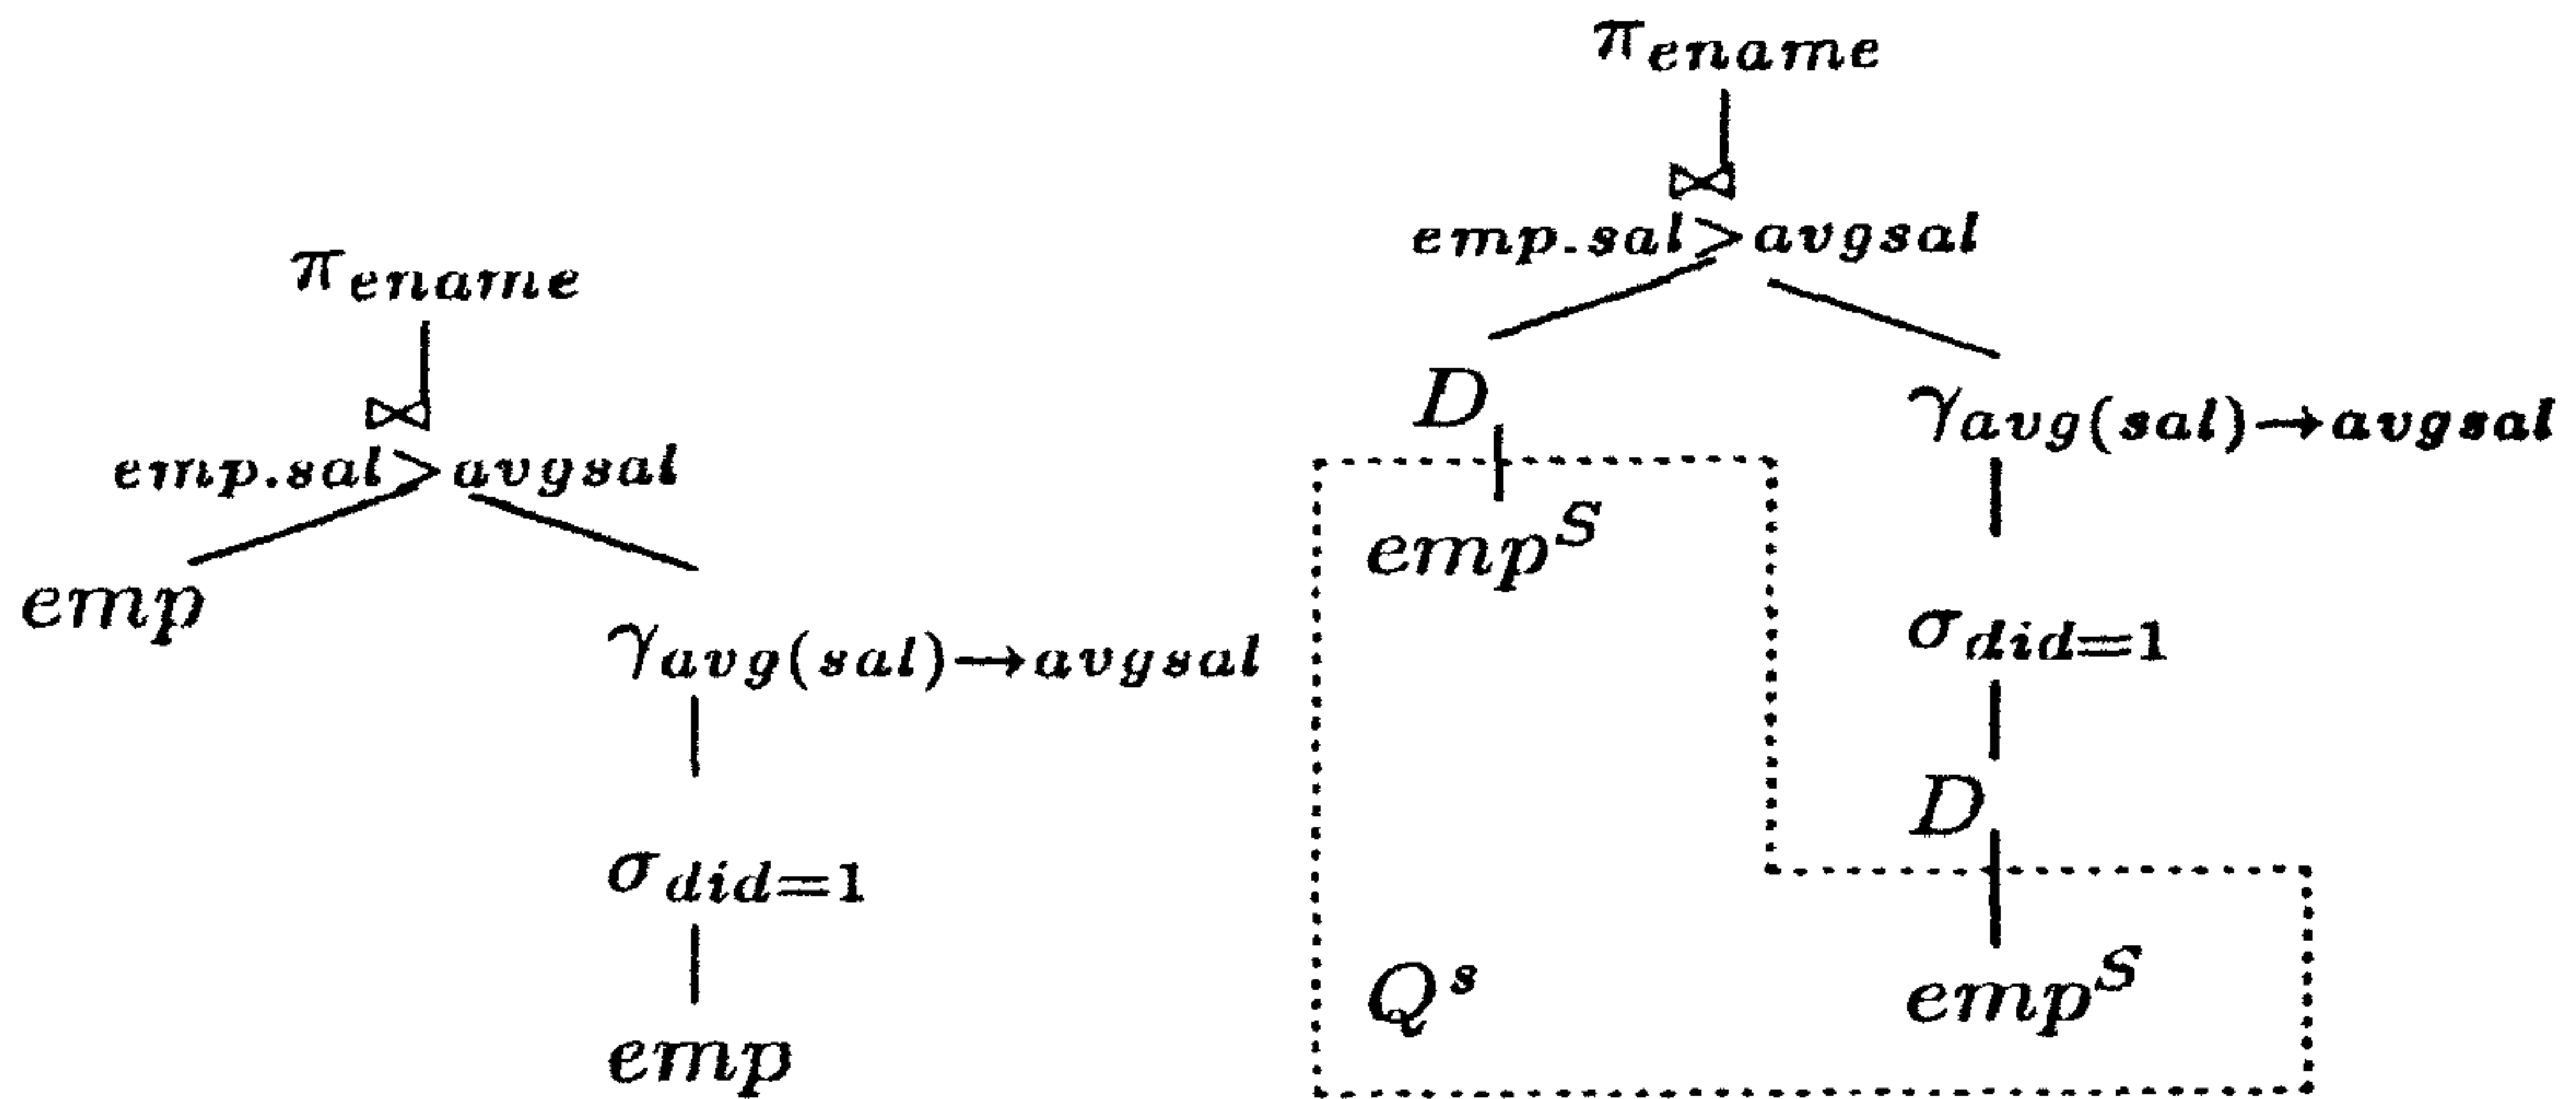 π ename
⋈
emp.sal > avgsal
emp
γ avg(sal)→avgsal
σ did=1
emp
π ename
⋈
emp.sal > avgsal
D
emp^S
γ avg(sal)→avgsal
σ did=1
D
emp^S
Q^s